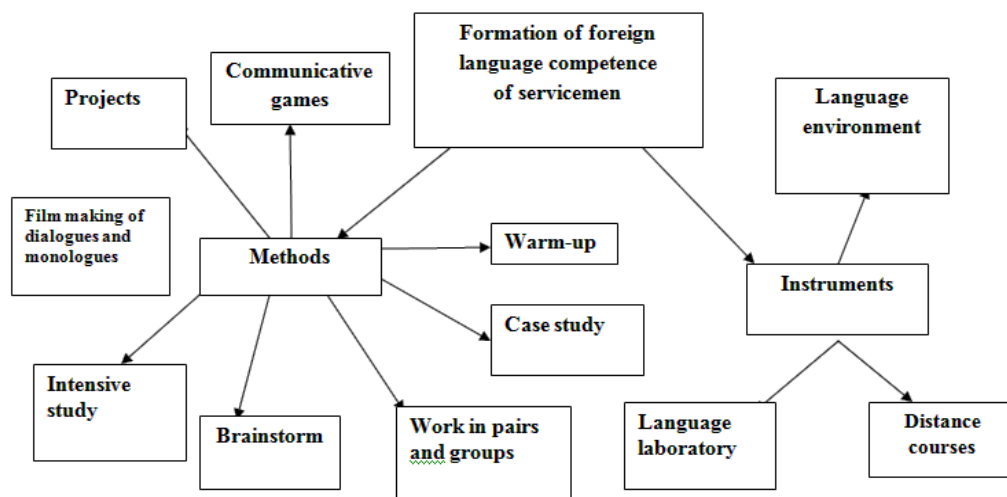 Formation of foreign
language competence
of servicemen
Communicative
games
Projects
Language
environment
Film making of
dialogues and
monologues
Methods
Warm-up
Instruments
Case study
Intensive
study
Brainstorm
Work in pairs
and groups
Language
laboratory
Distance
courses